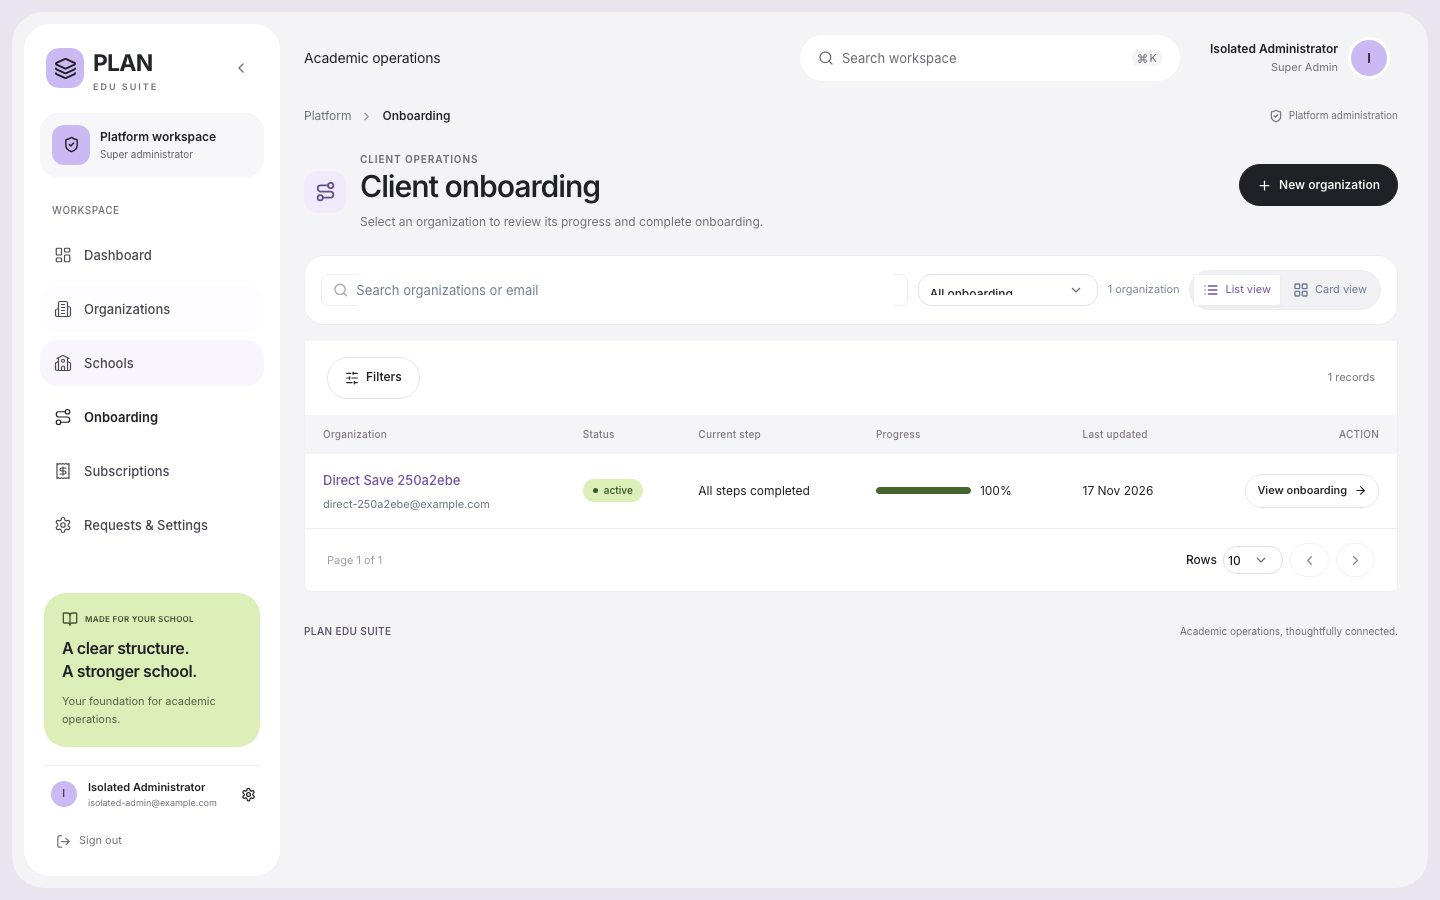 PLAN
EDU SUITE
Platform workspace
Super administrator
WORKSPACE
Dashboard
Organizations
Schools
Onboarding
Subscriptions
Requests & Settings
MADE FOR YOUR SCHOOL
A clear structure.
A stronger school.
Your foundation for academic
operations.
I
Isolated Administrator
isolated-admin@example.com
Sign out
Academic operations
Search workspace
⌘K
Isolated Administrator
Super Admin
I
Platform
Onboarding
Platform administration
CLIENT OPERATIONS
Client onboarding
Select an organization to review its progress and complete onboarding.
New organization
Search organizations or email
All onboarding
1 organization
List view
Card view
Filters
1 records
Organization Status Current step Progress Last updated ACTION
Direct Save 250a2ebe
direct-250a2ebe@example.com
active
All steps completed
100%
17 Nov 2026
View onboarding
Page 1 of 1
Rows
10
PLAN EDU SUITE
Academic operations, thoughtfully connected.